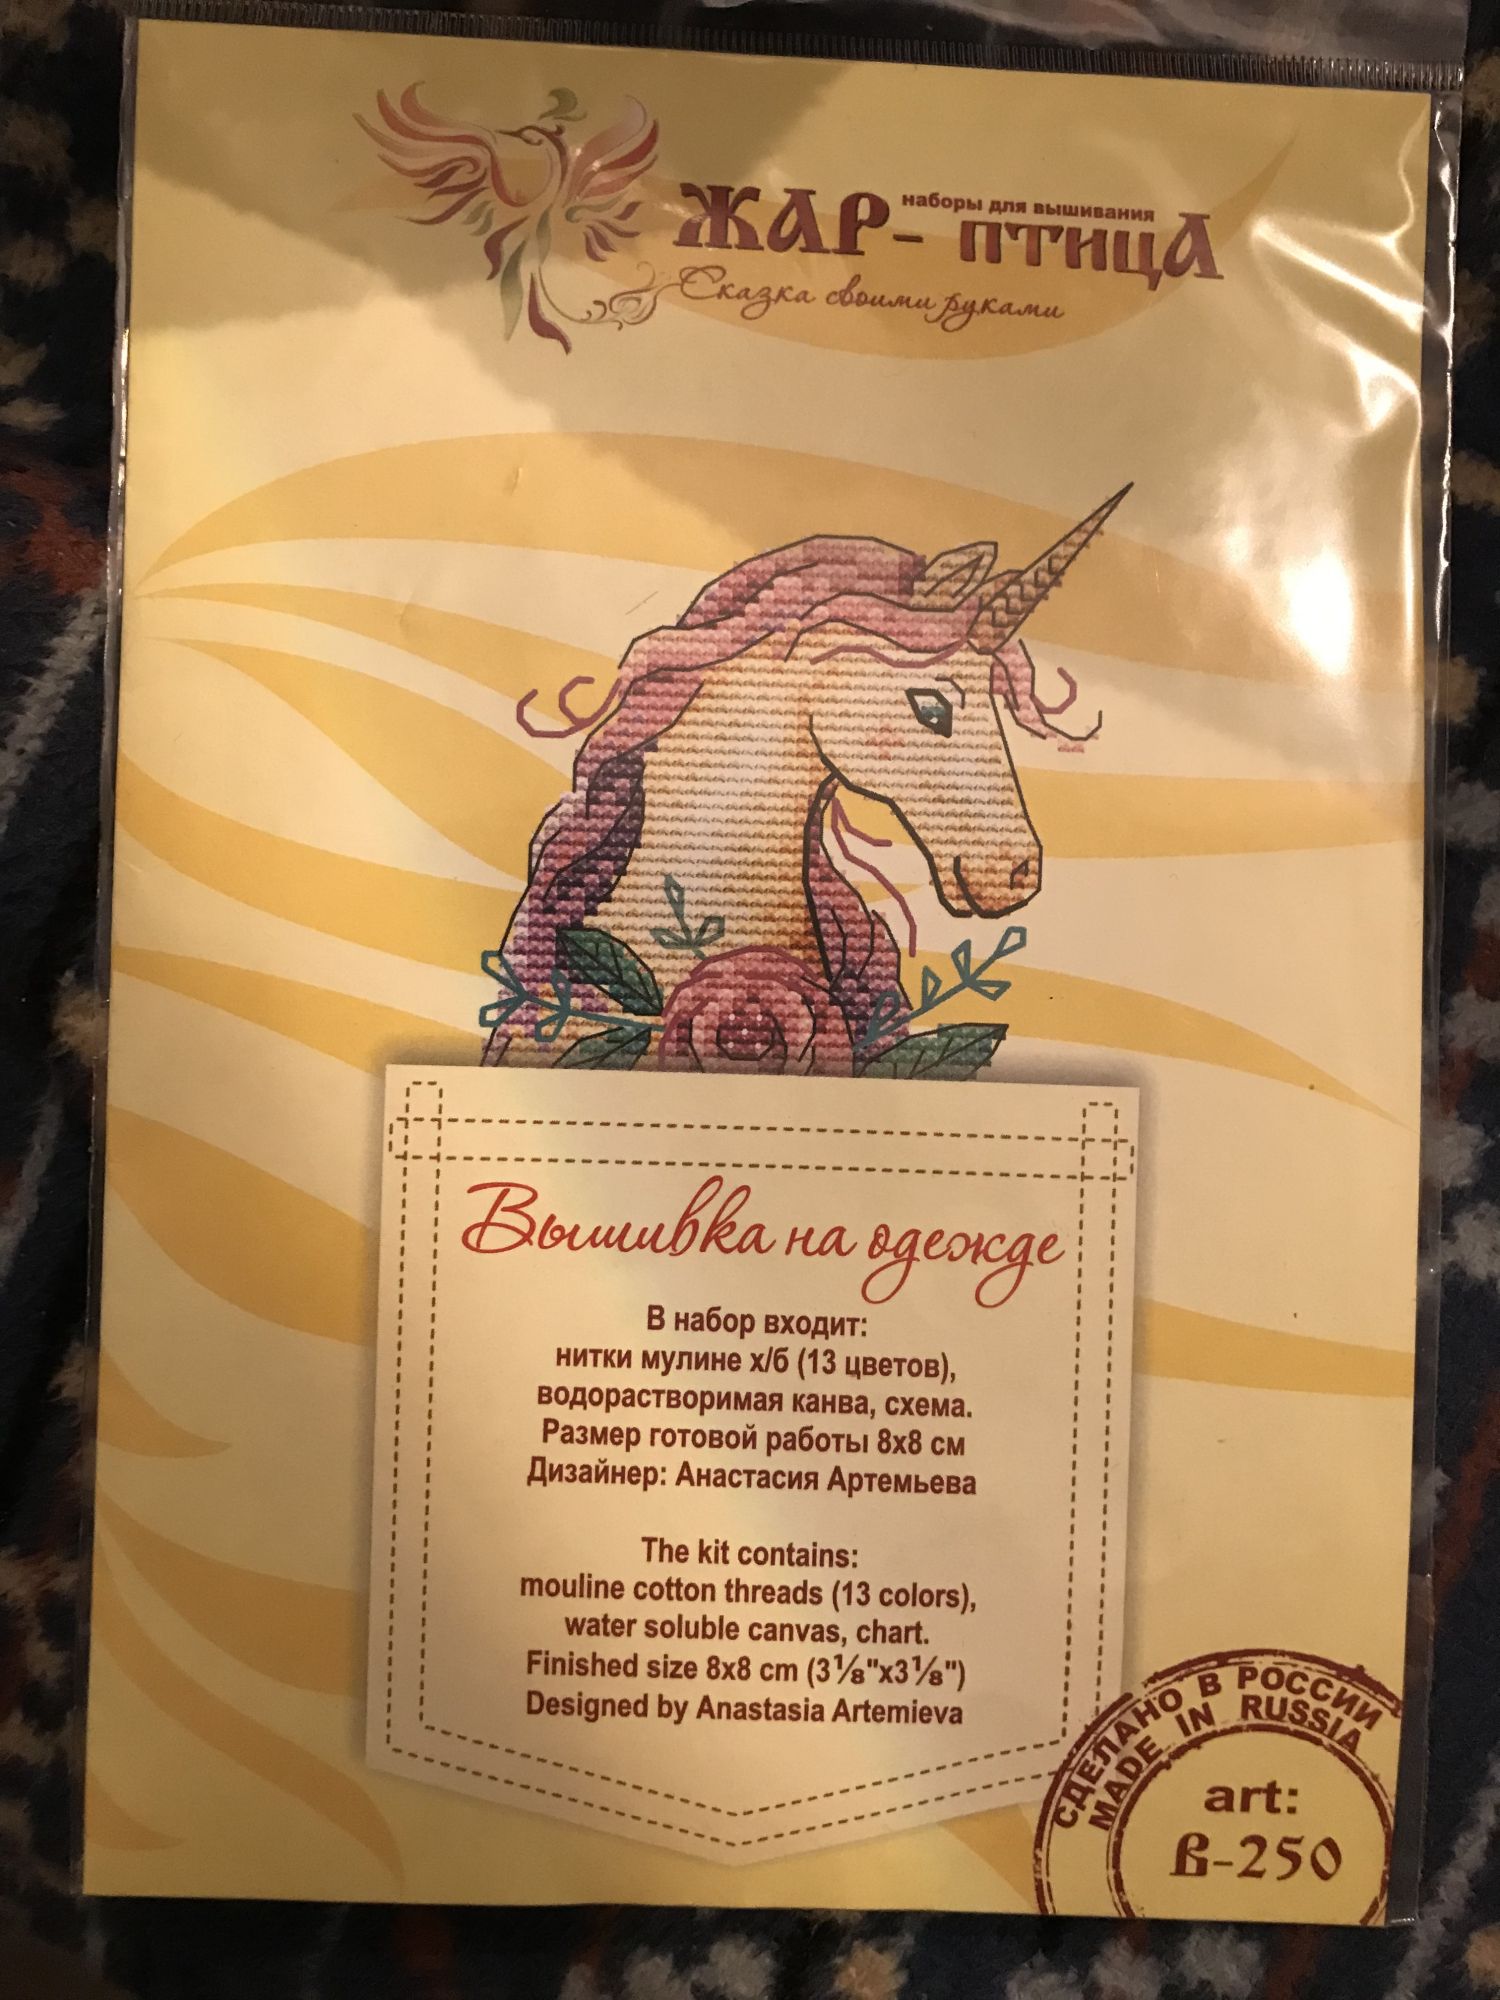 наборы для вышивания
ЖАР-ПТИЦА
Сказка своими руками
Вышивка на одежде
В набор входит:
нитки мулине х/б (13 цветов),
водорастворимая канва, схема.
Размер готовой работы 8х8 см
Дизайнер: Анастасия Артемьева
The kit contains:
mouline cotton threads (13 colors),
water soluble canvas, chart.
Finished size 8x8 cm (3⅛"x3⅛")
Designed by Anastasia Artemieva
СДЕЛАНО В РОССИИ
MADE IN RUSSIA
art:
В-250